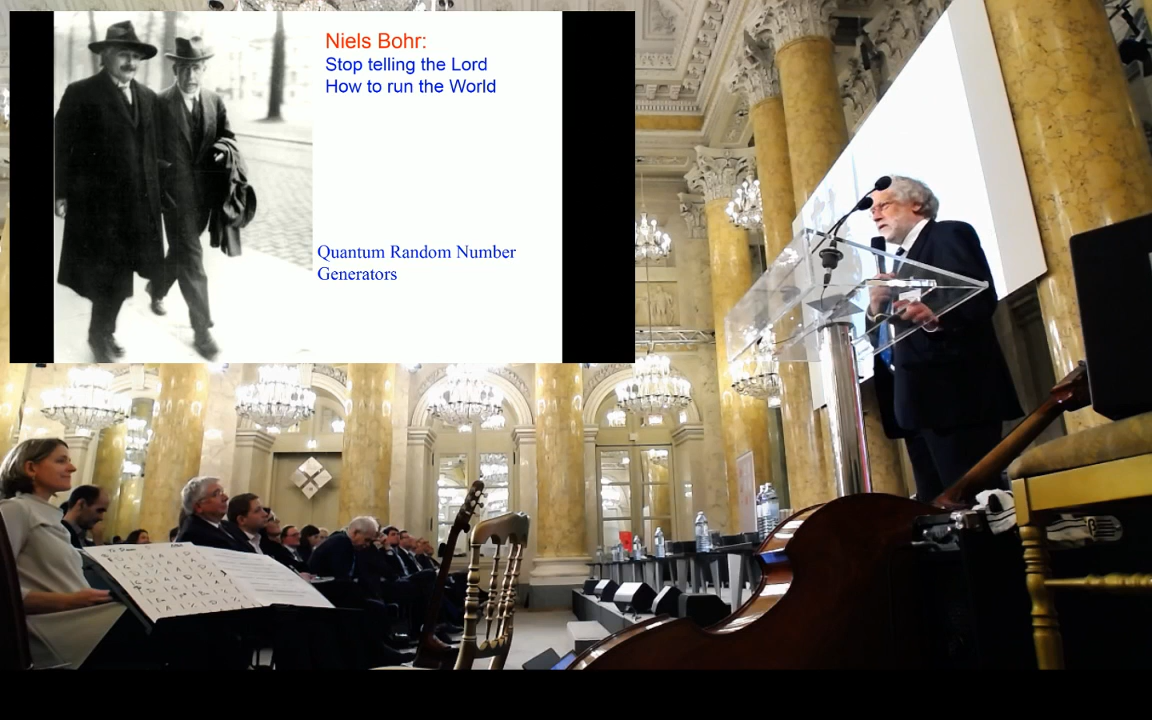 Niels Bohr:
Stop telling the Lord
How to run the World
Quantum Random Number
Generators